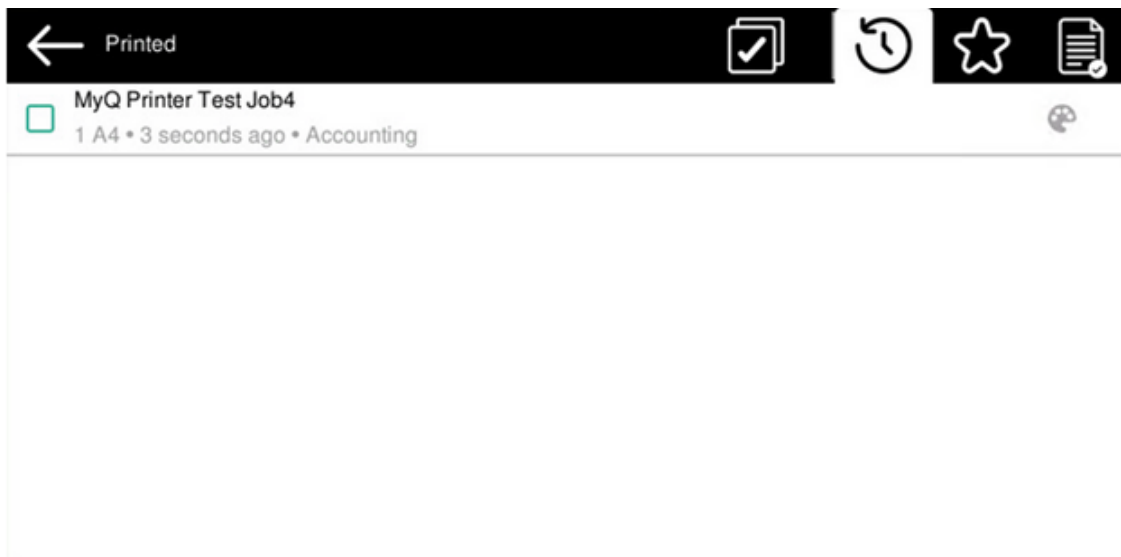 Printed
MyQ Printer Test Job4
1 A4 • 3 seconds ago • Accounting